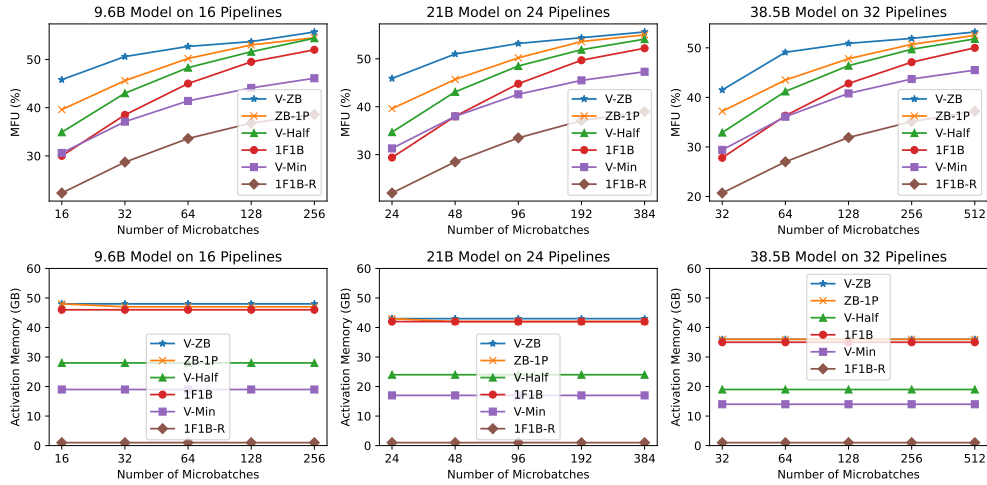 9.6B Model on 16 Pipelines
MFU (%)
50
40
30
16 32 64 128 256
Number of Microbatches
V-ZB
ZB-1P
V-Half
1F1B
V-Min
1F1B-R
21B Model on 24 Pipelines
MFU (%)
50
40
30
24 48 96 192 384
Number of Microbatches
V-ZB
ZB-1P
V-Half
1F1B
V-Min
1F1B-R
38.5B Model on 32 Pipelines
MFU (%)
50
40
30
20
32 64 128 256 512
Number of Microbatches
V-ZB
ZB-1P
V-Half
1F1B
V-Min
1F1B-R
9.6B Model on 16 Pipelines
Activation Memory (GB)
60
50
40
30
20
10
0
16 32 64 128 256
Number of Microbatches
V-ZB
ZB-1P
V-Half
1F1B
V-Min
1F1B-R
21B Model on 24 Pipelines
Activation Memory (GB)
60
50
40
30
20
10
0
24 48 96 192 384
Number of Microbatches
V-ZB
ZB-1P
V-Half
1F1B
V-Min
1F1B-R
38.5B Model on 32 Pipelines
Activation Memory (GB)
60
50
40
30
20
10
0
32 64 128 256 512
Number of Microbatches
V-ZB
ZB-1P
V-Half
1F1B
V-Min
1F1B-R